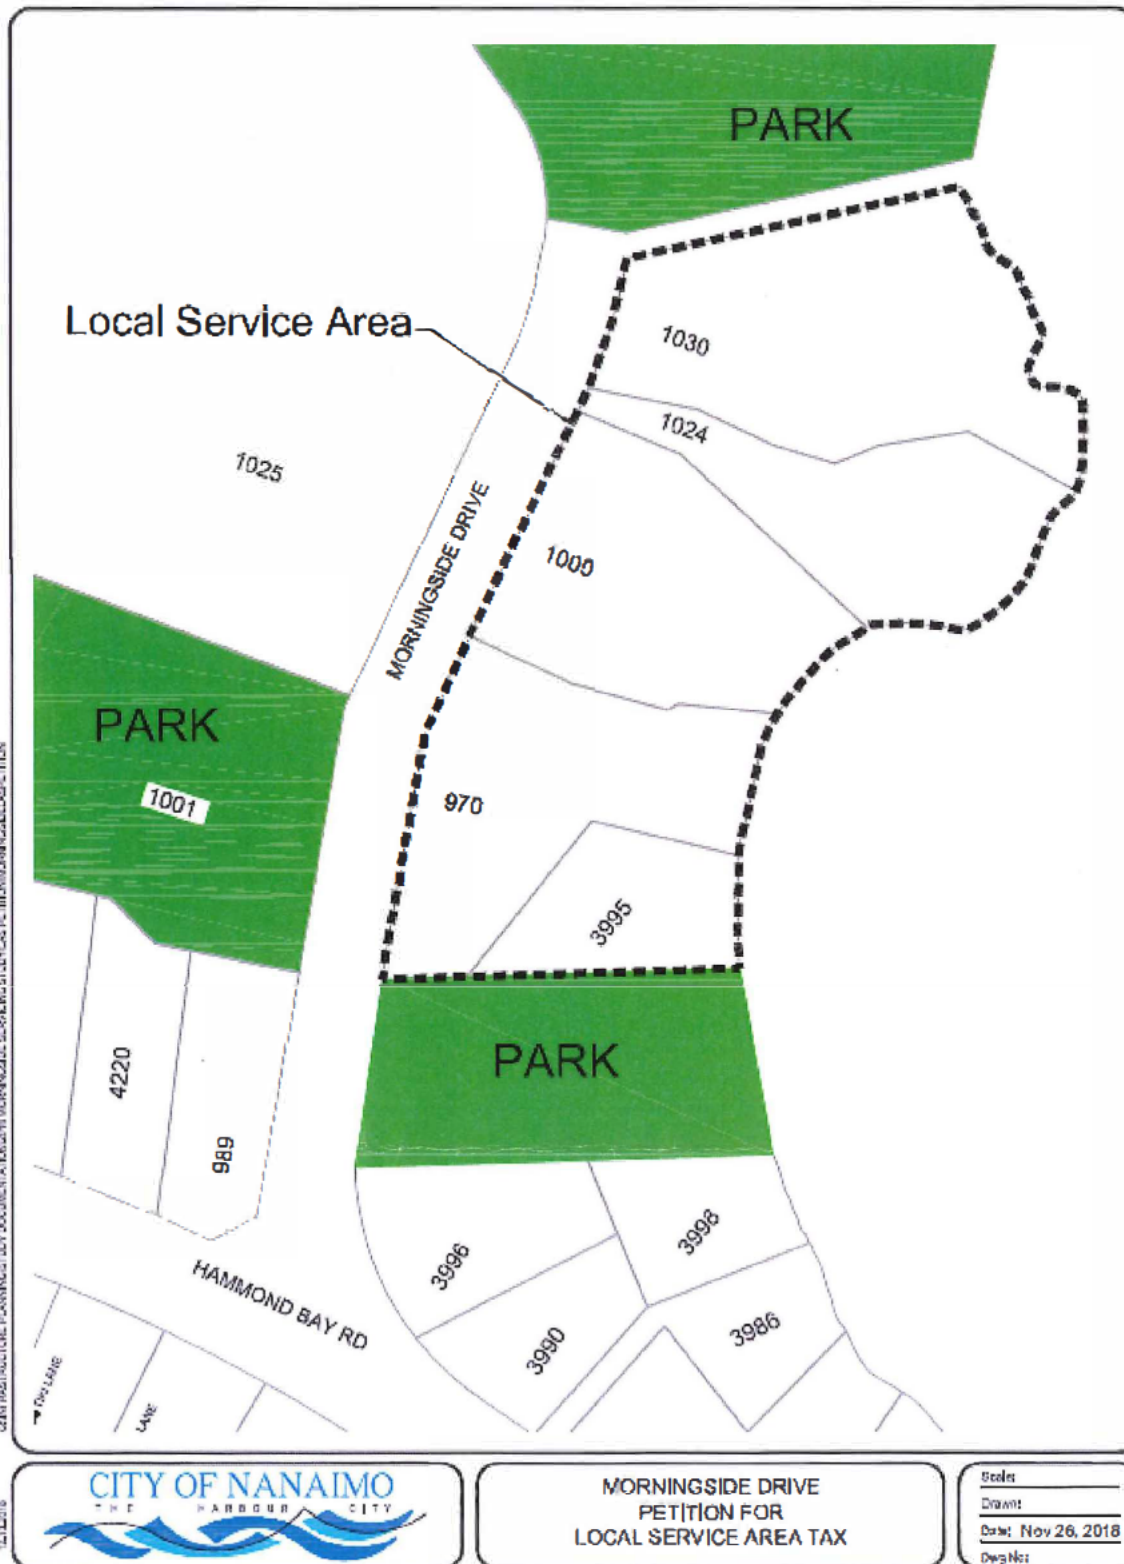 PARK
Local Service Area
1030
1024
1025
MORNINGSIDE DRIVE
1000
PARK
1001
970
3995
PARK
4220
989
HAMMOND BAY RD
3996
3998
3990
3986
LANE
LANE
CITY OF NANAIMO
THE HARBOUR CITY
MORNINGSIDE DRIVE
PETITION FOR
LOCAL SERVICE AREA TAX
Scale:
Drawn:
Date: Nov 26, 2018
Dwg No: